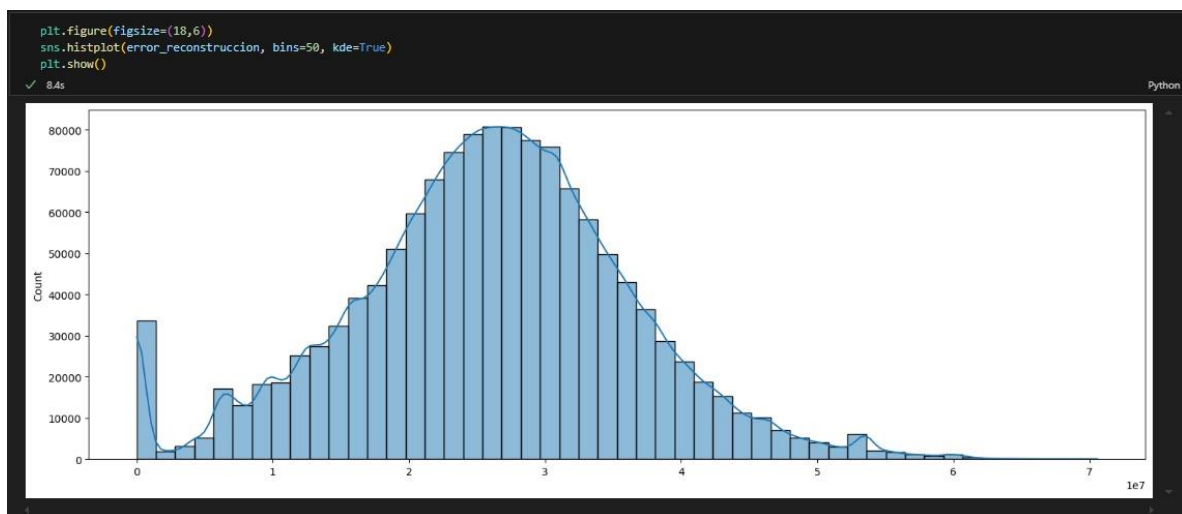 plt.figure(figsize=(18,6))
sns.histplot(error_reconstruccion, bins=50, kde=True)
plt.show()
✓ 8.4s
Python
80000
70000
60000
50000
40000
30000
20000
10000
0
Count
0 1 2 3 4 5 6 7
1e7